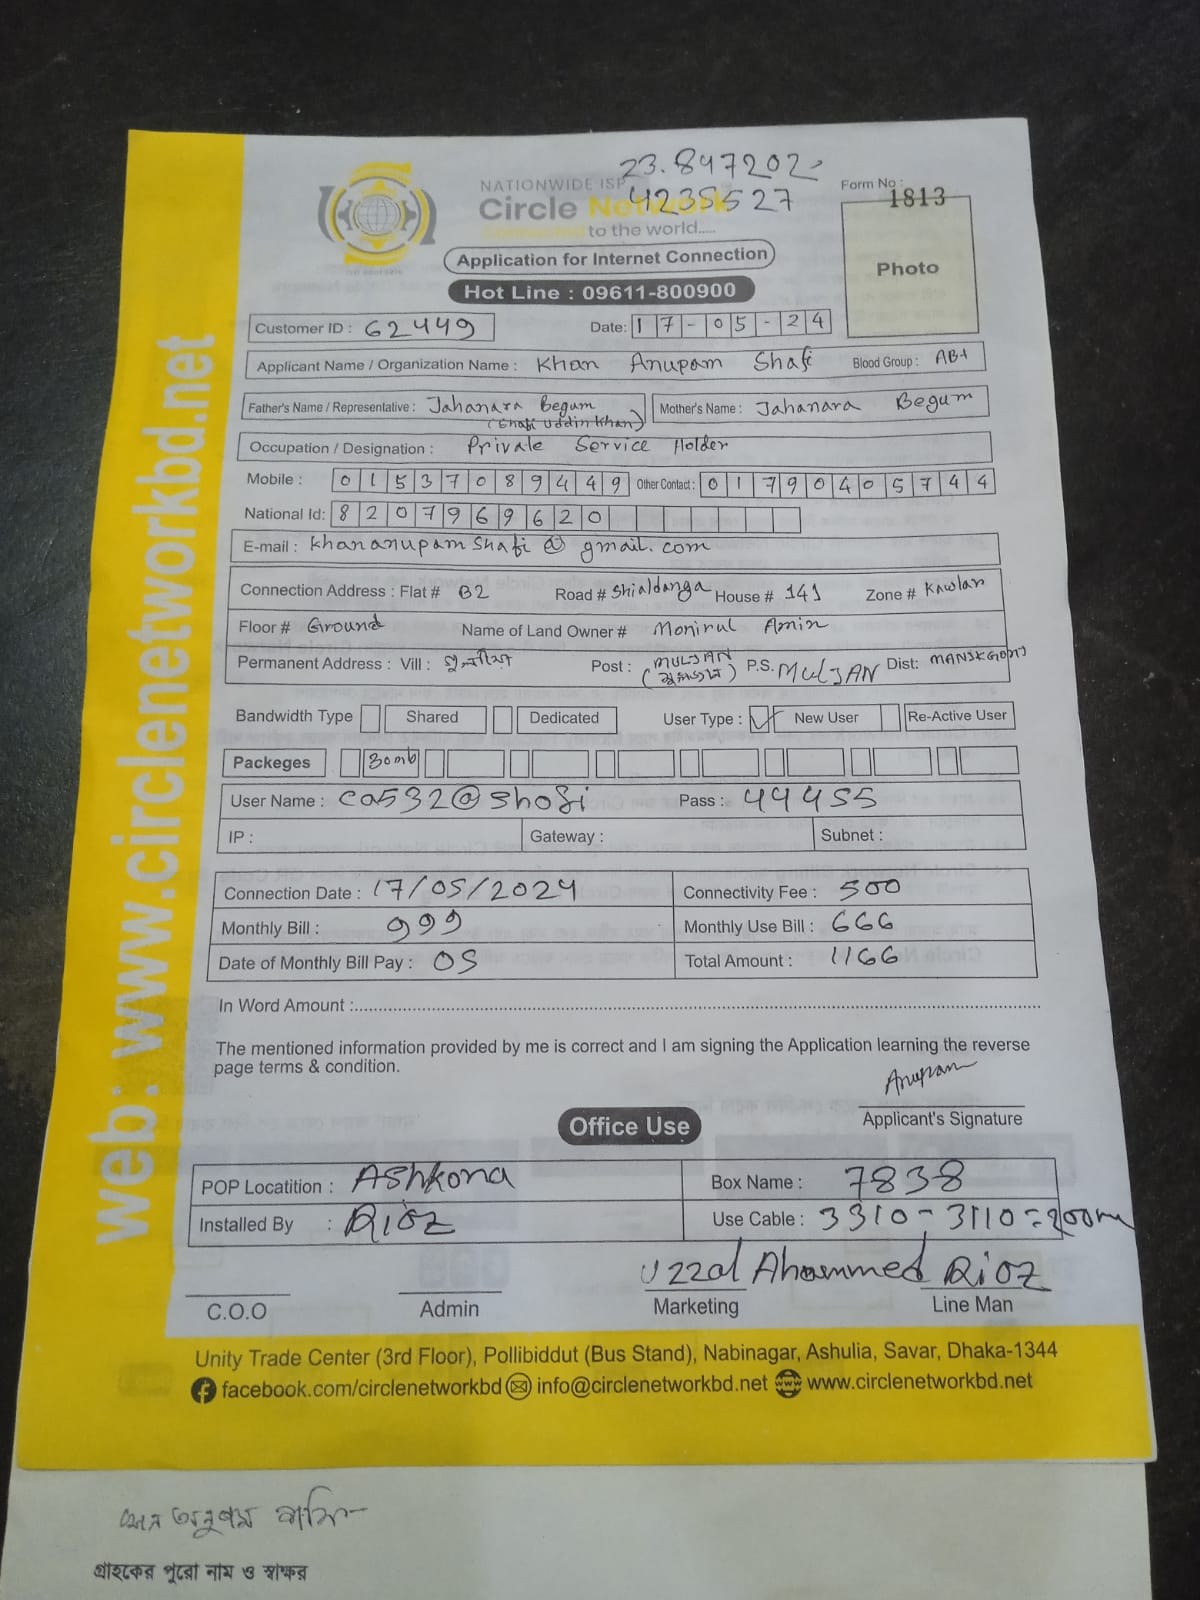 23.847202,
NATIONWIDE ISP
4235527
Form No :
1813
Circle Network
to the world.....
Photo
Application for Internet Connection
Hot Line : 09611-800900
Customer ID : 62449
Date: 17-05-24
Applicant Name / Organization Name : Khan Anupam Shafi
Blood Group : AB+
Father's Name / Representative : Jahanara Begum
(Shafi Uddin Khan)
Mother's Name : Jahanara Begum
Occupation / Designation : Private Service Holder
Mobile : 01537089449
Other Contact : 01790405744
National Id: 8207969620
E-mail : khananupamshafi@gmail.com
Connection Address : Flat # B2 Road # Shialdanga House # 141 Zone # Kawlar
Floor # Ground Name of Land Owner # Monirul Amin
Permanent Address : Vill : Post : MULJAN P.S. MULJAN Dist: MANIKGONJ
Bandwidth Type Shared Dedicated User Type : New User Re-Active User
Packeges 30mb
User Name : ca532@shofi Pass : 44455
IP : Gateway : Subnet :
Connection Date : 17/05/2024 Connectivity Fee : 500
Monthly Bill : 999 Monthly Use Bill : 666
Date of Monthly Bill Pay : 05 Total Amount : 1166
In Word Amount :
The mentioned information provided by me is correct and I am signing the Application learning the reverse
page terms & condition.
Anupam
Applicant's Signature
Office Use
POP Locatition : Ashkona Box Name : 7838
Installed By : Rioz Use Cable : 3310-3110=200m
Uzzal Ahammed Rioz
C.O.O Admin Marketing Line Man
Unity Trade Center (3rd Floor), Pollibiddut (Bus Stand), Nabinagar, Ashulia, Savar, Dhaka-1344
facebook.com/circlenetworkbd info@circlenetworkbd.net www.circlenetworkbd.net
web: www.circlenetworkbd.net
খান অনুপম শাফি
গ্রাহকের পুরো নাম ও স্বাক্ষর